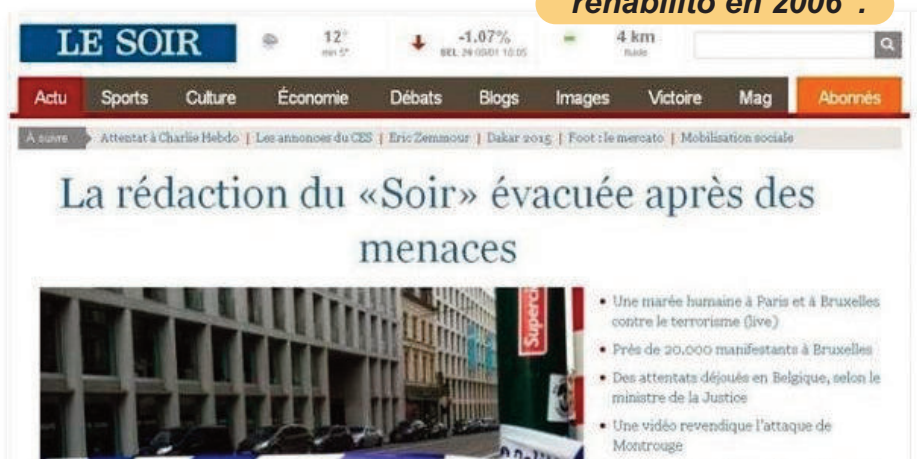 rehabilitó en 2006".
LE SOIR
12°
min 5°
-1.07%
4 km
fluide
Actu Sports Culture Économie Débats Blogs Images Victoire Mag Abonnés
À suivre Attentat à Charlie Hebdo | Les annonces du CES | Eric Zemmour | Dakar 2015 | Foot : le mercato | Mobilisation sociale
La rédaction du «Soir» évacuée après des
menaces
• Une marée humaine à Paris et à Bruxelles
contre le terrorisme (live)
• Près de 20.000 manifestants à Bruxelles
• Des attentats déjoués en Belgique, selon le
ministre de la Justice
• Une vidéo revendique l'attaque de
Montrouge